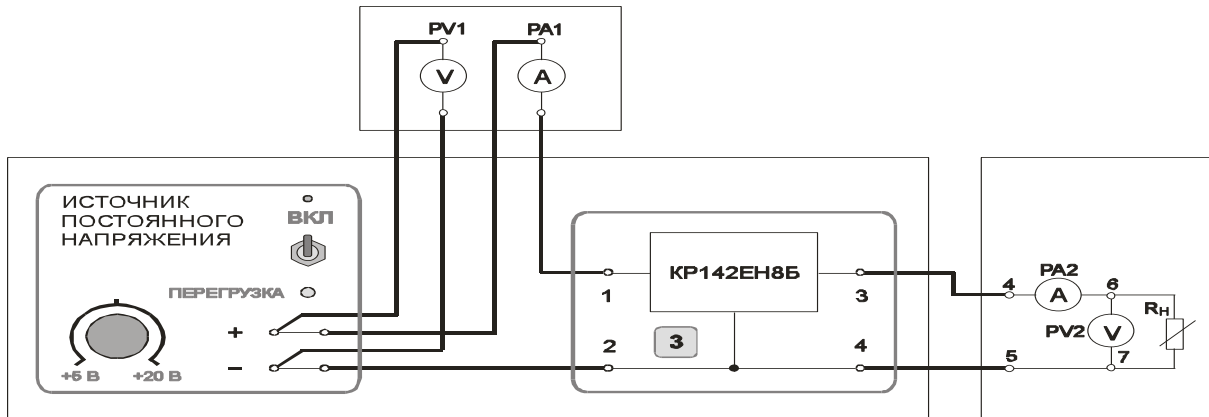 PV1
PA1
V
A
ИСТОЧНИК
ПОСТОЯННОГО
НАПРЯЖЕНИЯ
ВКЛ
ПЕРЕГРУЗКА
+
−
+5 В
+20 В
КР142ЕН8Б
1
3
2
3
4
4
PA2
6
A
RН
PV2
V
5
7